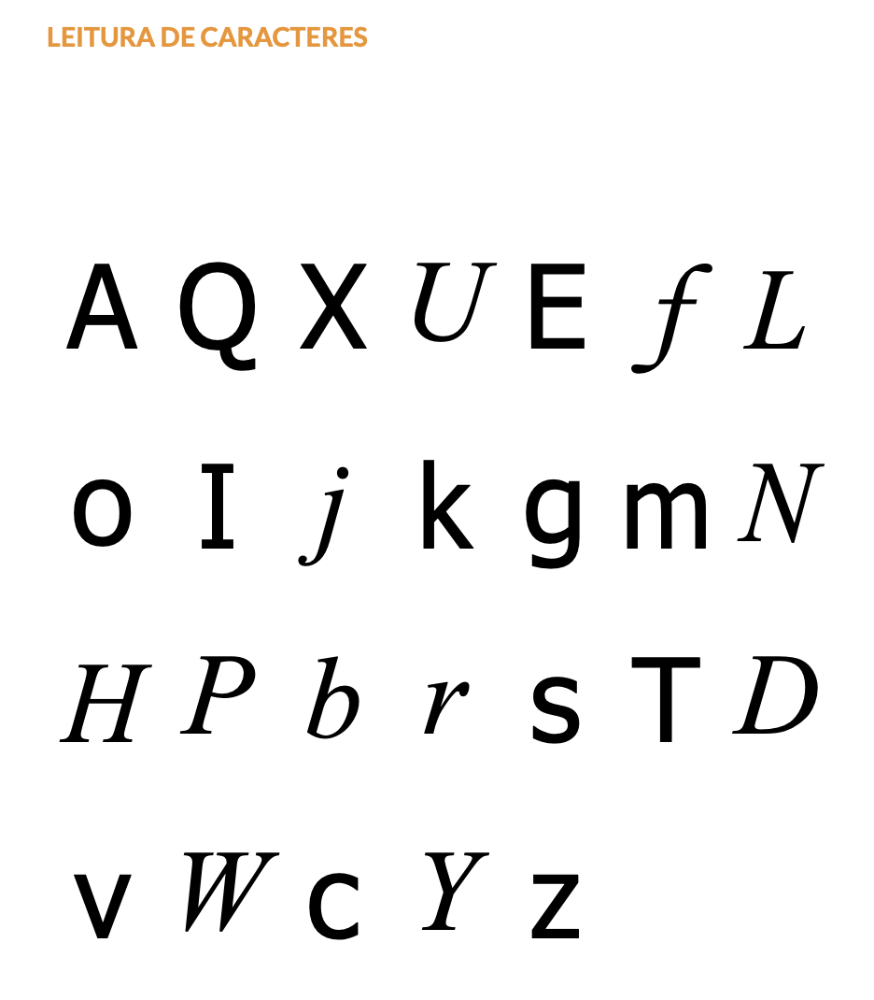 LEITURA DE CARACTERES
A Q X U E f L
o I j k g m N
H P b r s T D
v W c Y z